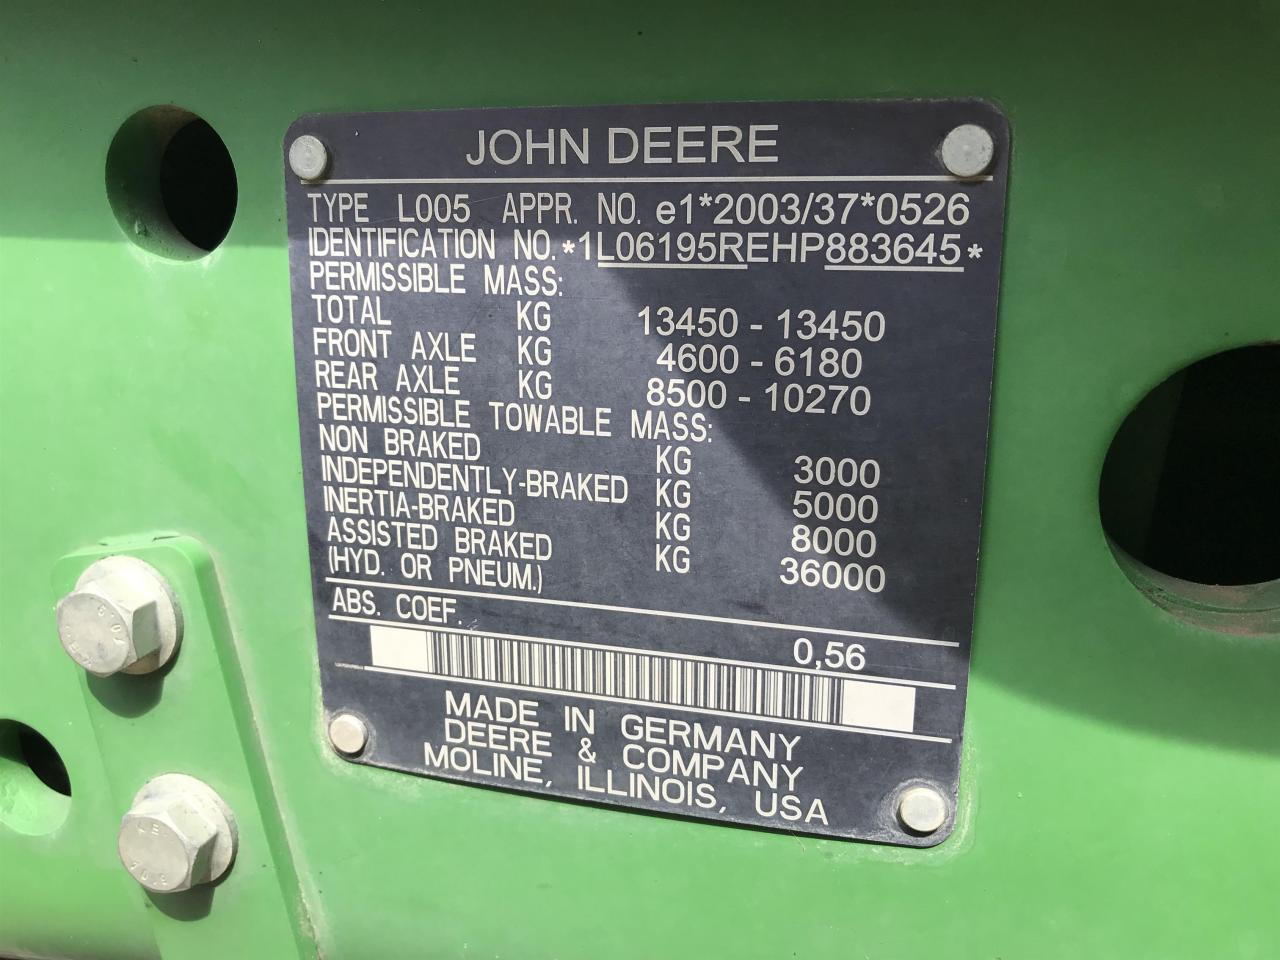 JOHN DEERE
TYPE L005 APPR. NO. e1*2003/37*0526
IDENTIFICATION NO. *1L06195REHP883645*
PERMISSIBLE MASS:
TOTAL KG 13450 - 13450
FRONT AXLE KG 4600 - 6180
REAR AXLE KG 8500 - 10270
PERMISSIBLE TOWABLE MASS:
NON BRAKED KG 3000
INDEPENDENTLY-BRAKED KG 5000
INERTIA-BRAKED KG 8000
ASSISTED BRAKED KG 36000
(HYD. OR PNEUM.)
ABS. COEF. 0,56
MADE IN GERMANY
DEERE & COMPANY
MOLINE, ILLINOIS, USA